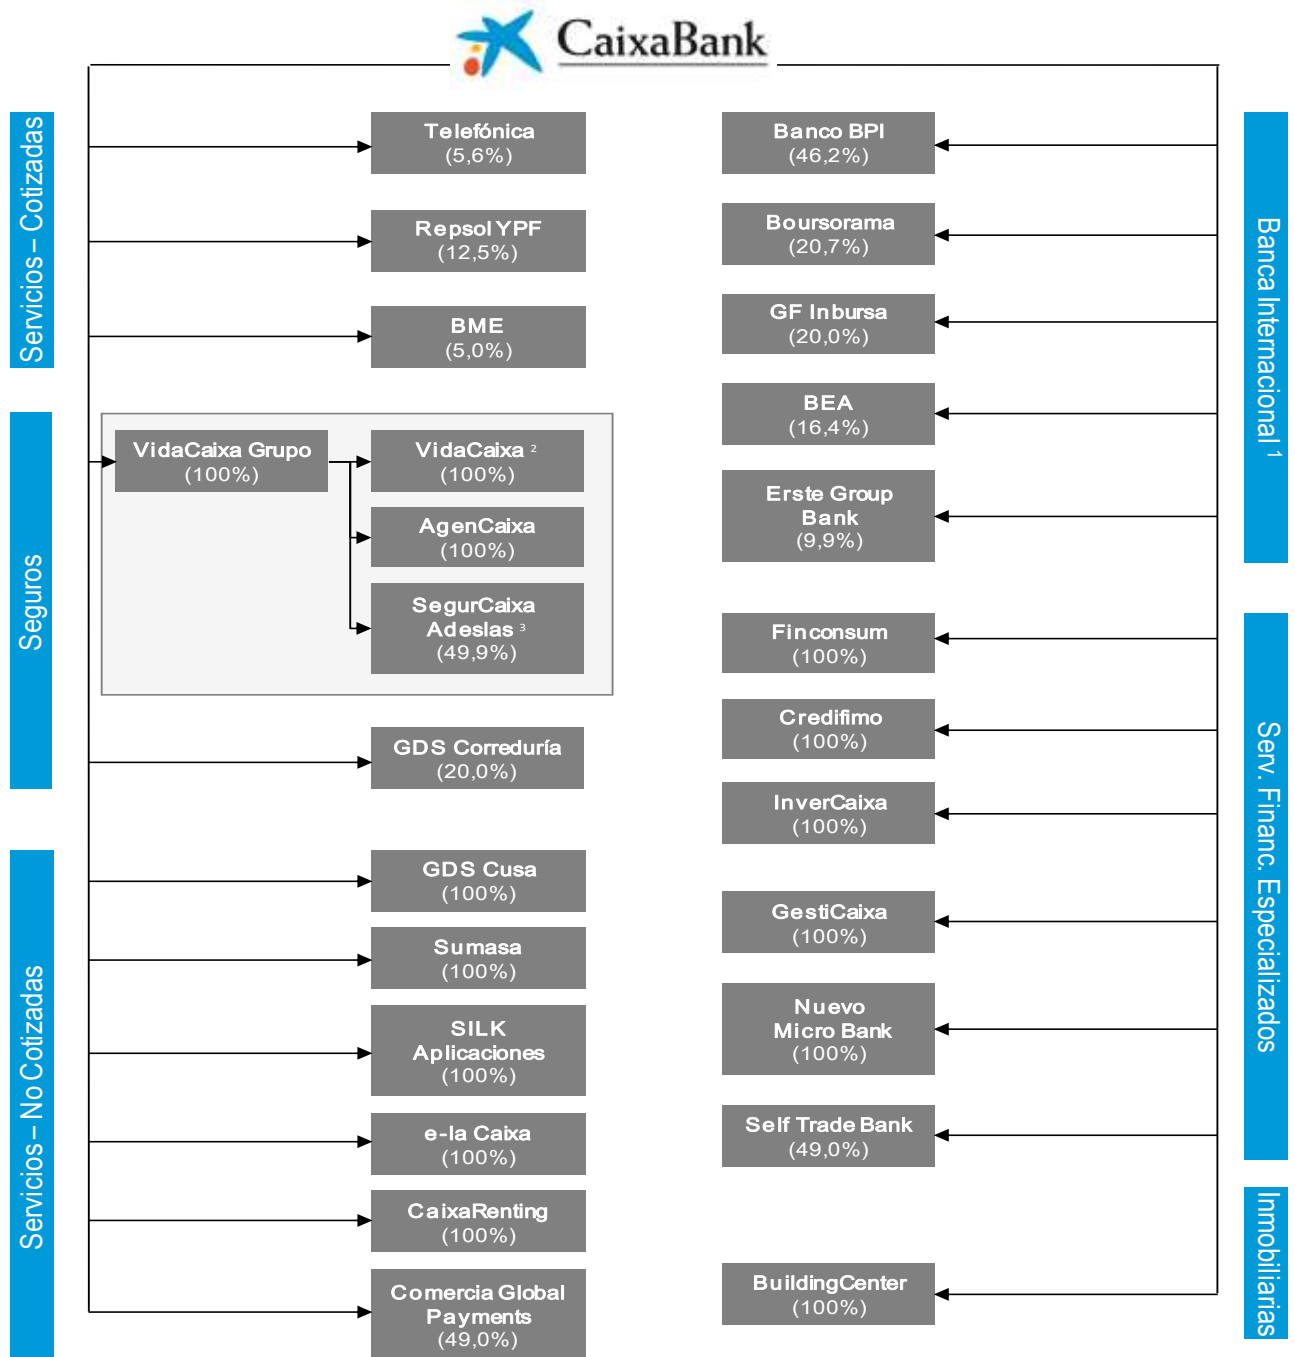 CaixaBank
Servicios – Cotizadas
Telefónica
(5,6%)
Repsol YPF
(12,5%)
BME
(5,0%)
Seguros
VidaCaixa Grupo
(100%)
VidaCaixa 2
(100%)
AgenCaixa
(100%)
SegurCaixa
Adeslas 3
(49,9%)
GDS Correduría
(20,0%)
Servicios – No Cotizadas
GDS Cusa
(100%)
Sumasa
(100%)
SILK
Aplicaciones
(100%)
e-la Caixa
(100%)
CaixaRenting
(100%)
Comercia Global
Payments
(49,0%)
Banca Internacional 1
Banco BPI
(46,2%)
Boursorama
(20,7%)
GF Inbursa
(20,0%)
BEA
(16,4%)
Erste Group
Bank
(9,9%)
Serv. Financ. Especializados
Finconsum
(100%)
Credifimo
(100%)
InverCaixa
(100%)
GestiCaixa
(100%)
Nuevo
Micro Bank
(100%)
Self Trade Bank
(49,0%)
Inmobiliarias
BuildingCenter
(100%)